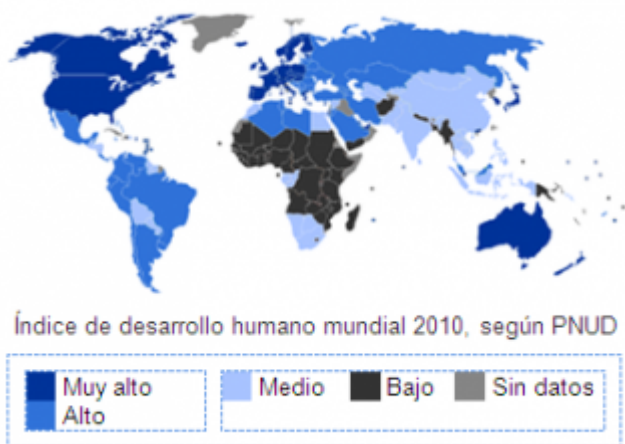 Índice de desarrollo humano mundial 2010, según PNUD
Muy alto
Alto
Medio
Bajo
Sin datos